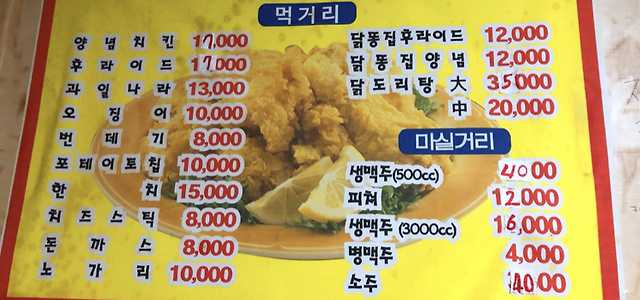 먹거리
양념치킨 17,000
후라이드 17,000
과일나라 13,000
오징어 10,000
번데기 8,000
포테이토칩 10,000
한치 15,000
치즈스틱 8,000
돈까스 8,000
노가리 10,000
닭똥집후라이드 12,000
닭똥집양념 12,000
닭도리탕 大 35,000
中 20,000
마실거리
생맥주(500cc) 4000
피쳐 12000
생맥주(3000cc) 16,000
병맥주 4,000
소주 4000